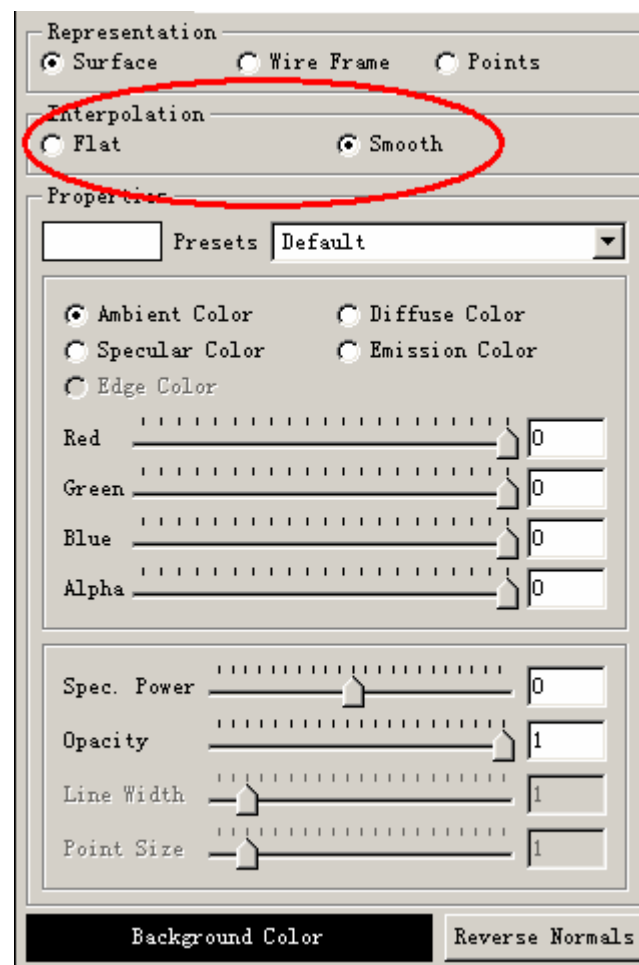 Representation
Surface Wire Frame Points
Interpolation
Flat Smooth
Properties
Presets Default
Ambient Color Diffuse Color
Specular Color Emission Color
Edge Color
Red 0
Green 0
Blue 0
Alpha 0
Spec. Power 0
Opacity 1
Line Width 1
Point Size 1
Background Color Reverse Normals